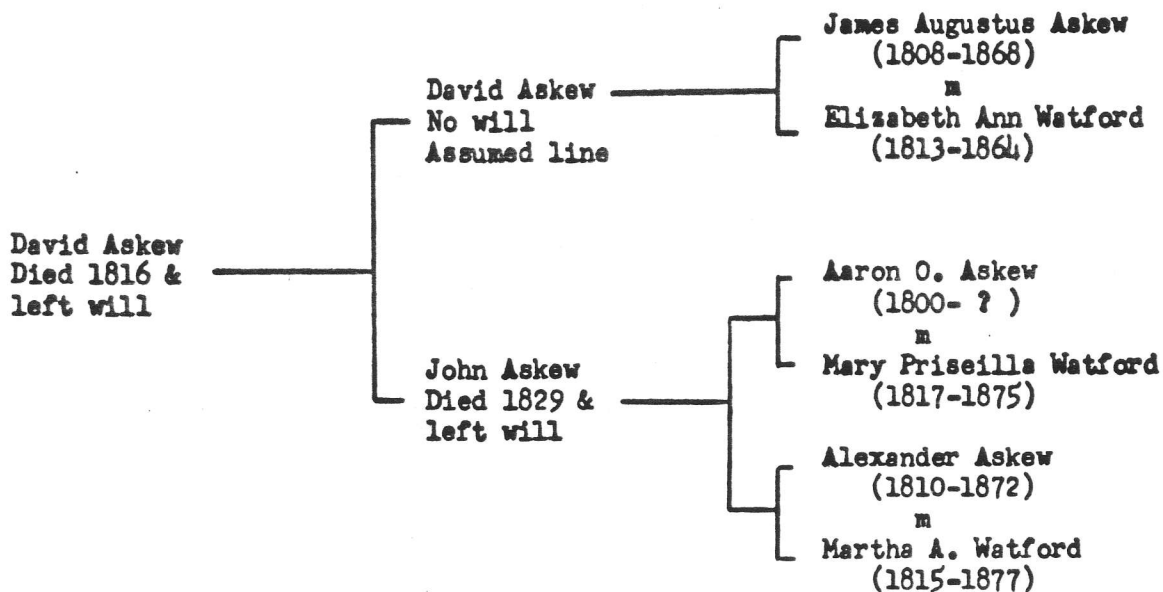 David Askew
Died 1816 &
left will
David Askew
No will
Assumed line
John Askew
Died 1829 &
left will
James Augustus Askew
(1808-1868)
m
Elizabeth Ann Watford
(1813-1864)
Aaron O. Askew
(1800- ? )
m
Mary Priseilla Watford
(1817-1875)
Alexander Askew
(1810-1872)
m
Martha A. Watford
(1815-1877)